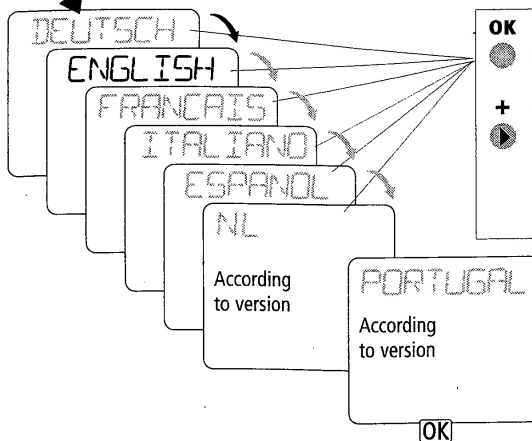 DEUTSCH
ENGLISH
FRANCAIS
ITALIANO
ESPANOL
NL
According
to version
PORTUGAL
According
to version
OK
OK
+